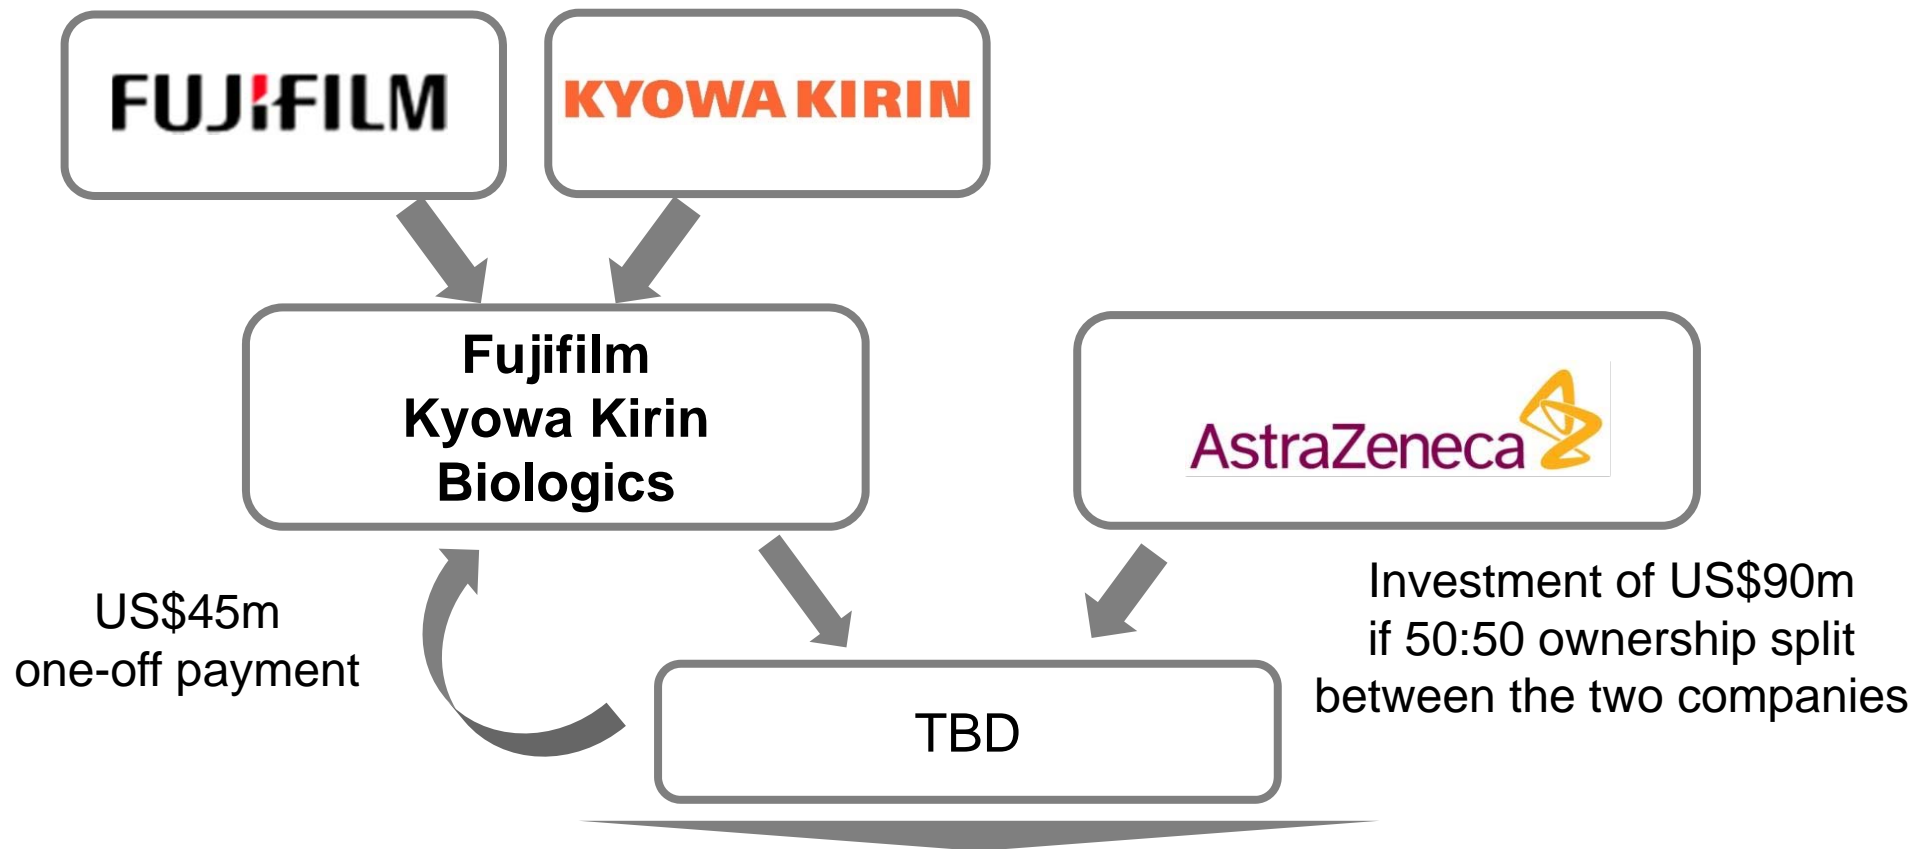 FUJIFILM
KYOWA KIRIN
Fujifilm
Kyowa Kirin
Biologics
AstraZeneca
US$45m
one-off payment
Investment of US$90m
if 50:50 ownership split
between the two companies
TBD